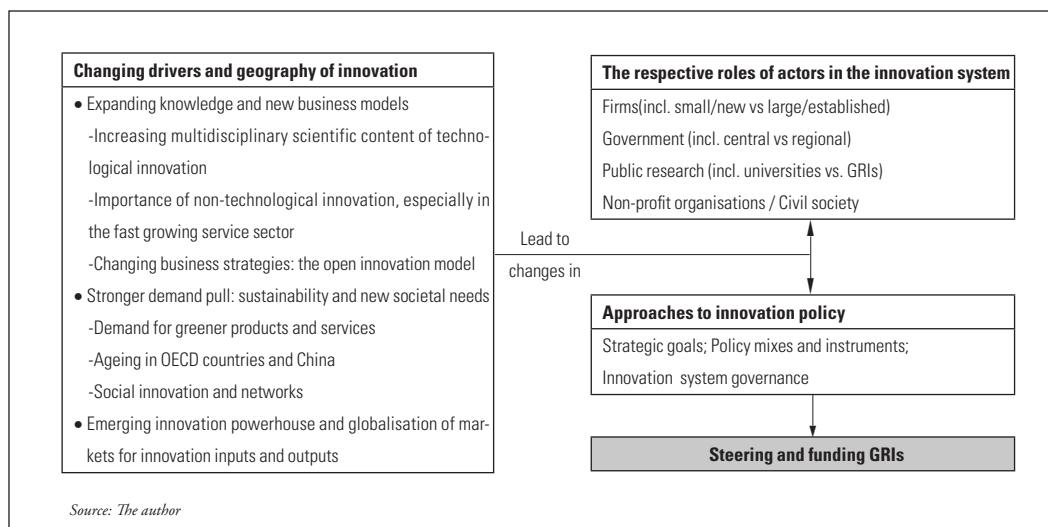 Changing drivers and geography of innovation
• Expanding knowledge and new business models
-Increasing multidisciplinary scientific content of techno-
logical innovation
-Importance of non-technological innovation, especially in
the fast growing service sector
-Changing business strategies: the open innovation model
• Stronger demand pull: sustainability and new societal needs
-Demand for greener products and services
-Ageing in OECD countries and China
-Social innovation and networks
• Emerging innovation powerhouse and globalisation of mar-
kets for innovation inputs and outputs
Lead to
changes in
The respective roles of actors in the innovation system
Firms(incl. small/new vs large/established)
Government (incl. central vs regional)
Public research (incl. universities vs. GRIs)
Non-profit organisations / Civil society
Approaches to innovation policy
Strategic goals; Policy mixes and instruments;
Innovation system governance
Steering and funding GRIs
Source: The author